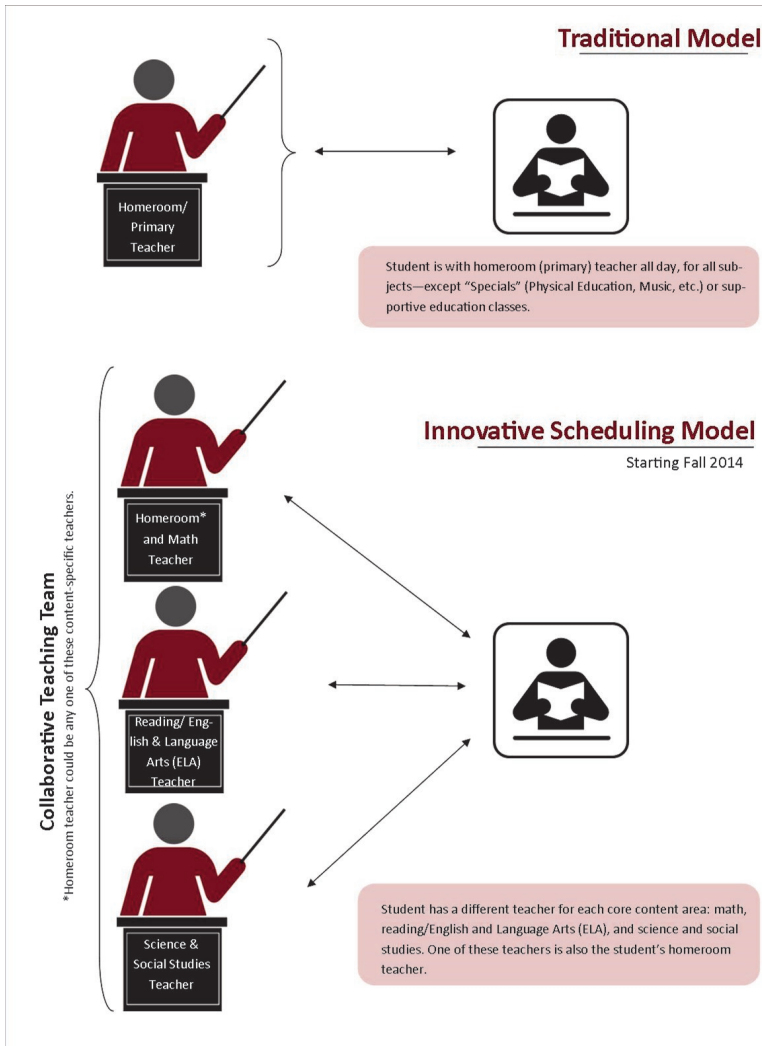 Traditional Model
Homeroom/
Primary
Teacher
Student is with homeroom (primary) teacher all day, for all sub-
jects—except “Specials” (Physical Education, Music, etc.) or sup-
portive education classes.
Innovative Scheduling Model
Starting Fall 2014
Collaborative Teaching Team
*Homeroom teacher could be any one of these content-specific teachers.
Homeroom*
and Math
Teacher
Reading/ Eng-
lish & Language
Arts (ELA)
Teacher
Science &
Social Studies
Teacher
Student has a different teacher for each core content area: math,
reading/English and Language Arts (ELA), and science and social
studies. One of these teachers is also the student’s homeroom
teacher.